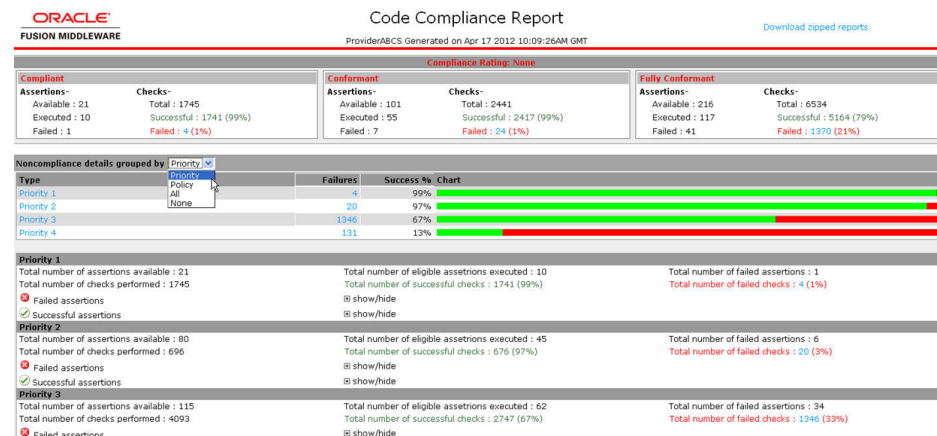 ORACLE
FUSION MIDDLEWARE
Code Compliance Report
ProviderABCS Generated on Apr 17 2012 10:09:26AM GMT
Download zipped reports
Compliance Rating: None
Compliant
Assertions- Checks-
Available : 21 Total : 1745
Executed : 10 Successful : 1741 (99%)
Failed : 1 Failed : 4 (1%)
Conformant
Assertions- Checks-
Available : 101 Total : 2441
Executed : 55 Successful : 2417 (99%)
Failed : 7 Failed : 24 (1%)
Fully Conformant
Assertions- Checks-
Available : 216 Total : 6534
Executed : 117 Successful : 5164 (79%)
Failed : 41 Failed : 1370 (21%)
Noncompliance details grouped by Priority
Priority
Policy
All
None
Type Failures Success % Chart
Priority 1 4 99%
Priority 2 20 97%
Priority 3 1346 67%
Priority 4 131 13%
Priority 1
Total number of assertions available : 21 Total number of eligible assetrions executed : 10 Total number of failed assertions : 1
Total number of checks performed : 1745 Total number of successful checks : 1741 (99%) Total number of failed checks : 4 (1%)
Failed assertions show/hide
Successful assertions show/hide
Priority 2
Total number of assertions available : 80 Total number of eligible assetrions executed : 45 Total number of failed assertions : 6
Total number of checks performed : 696 Total number of successful checks : 676 (97%) Total number of failed checks : 20 (3%)
Failed assertions show/hide
Successful assertions show/hide
Priority 3
Total number of assertions available : 115 Total number of eligible assetrions executed : 62 Total number of failed assertions : 34
Total number of checks performed : 4093 Total number of successful checks : 2747 (67%) Total number of failed checks : 1346 (33%)
Failed assertions show/hide